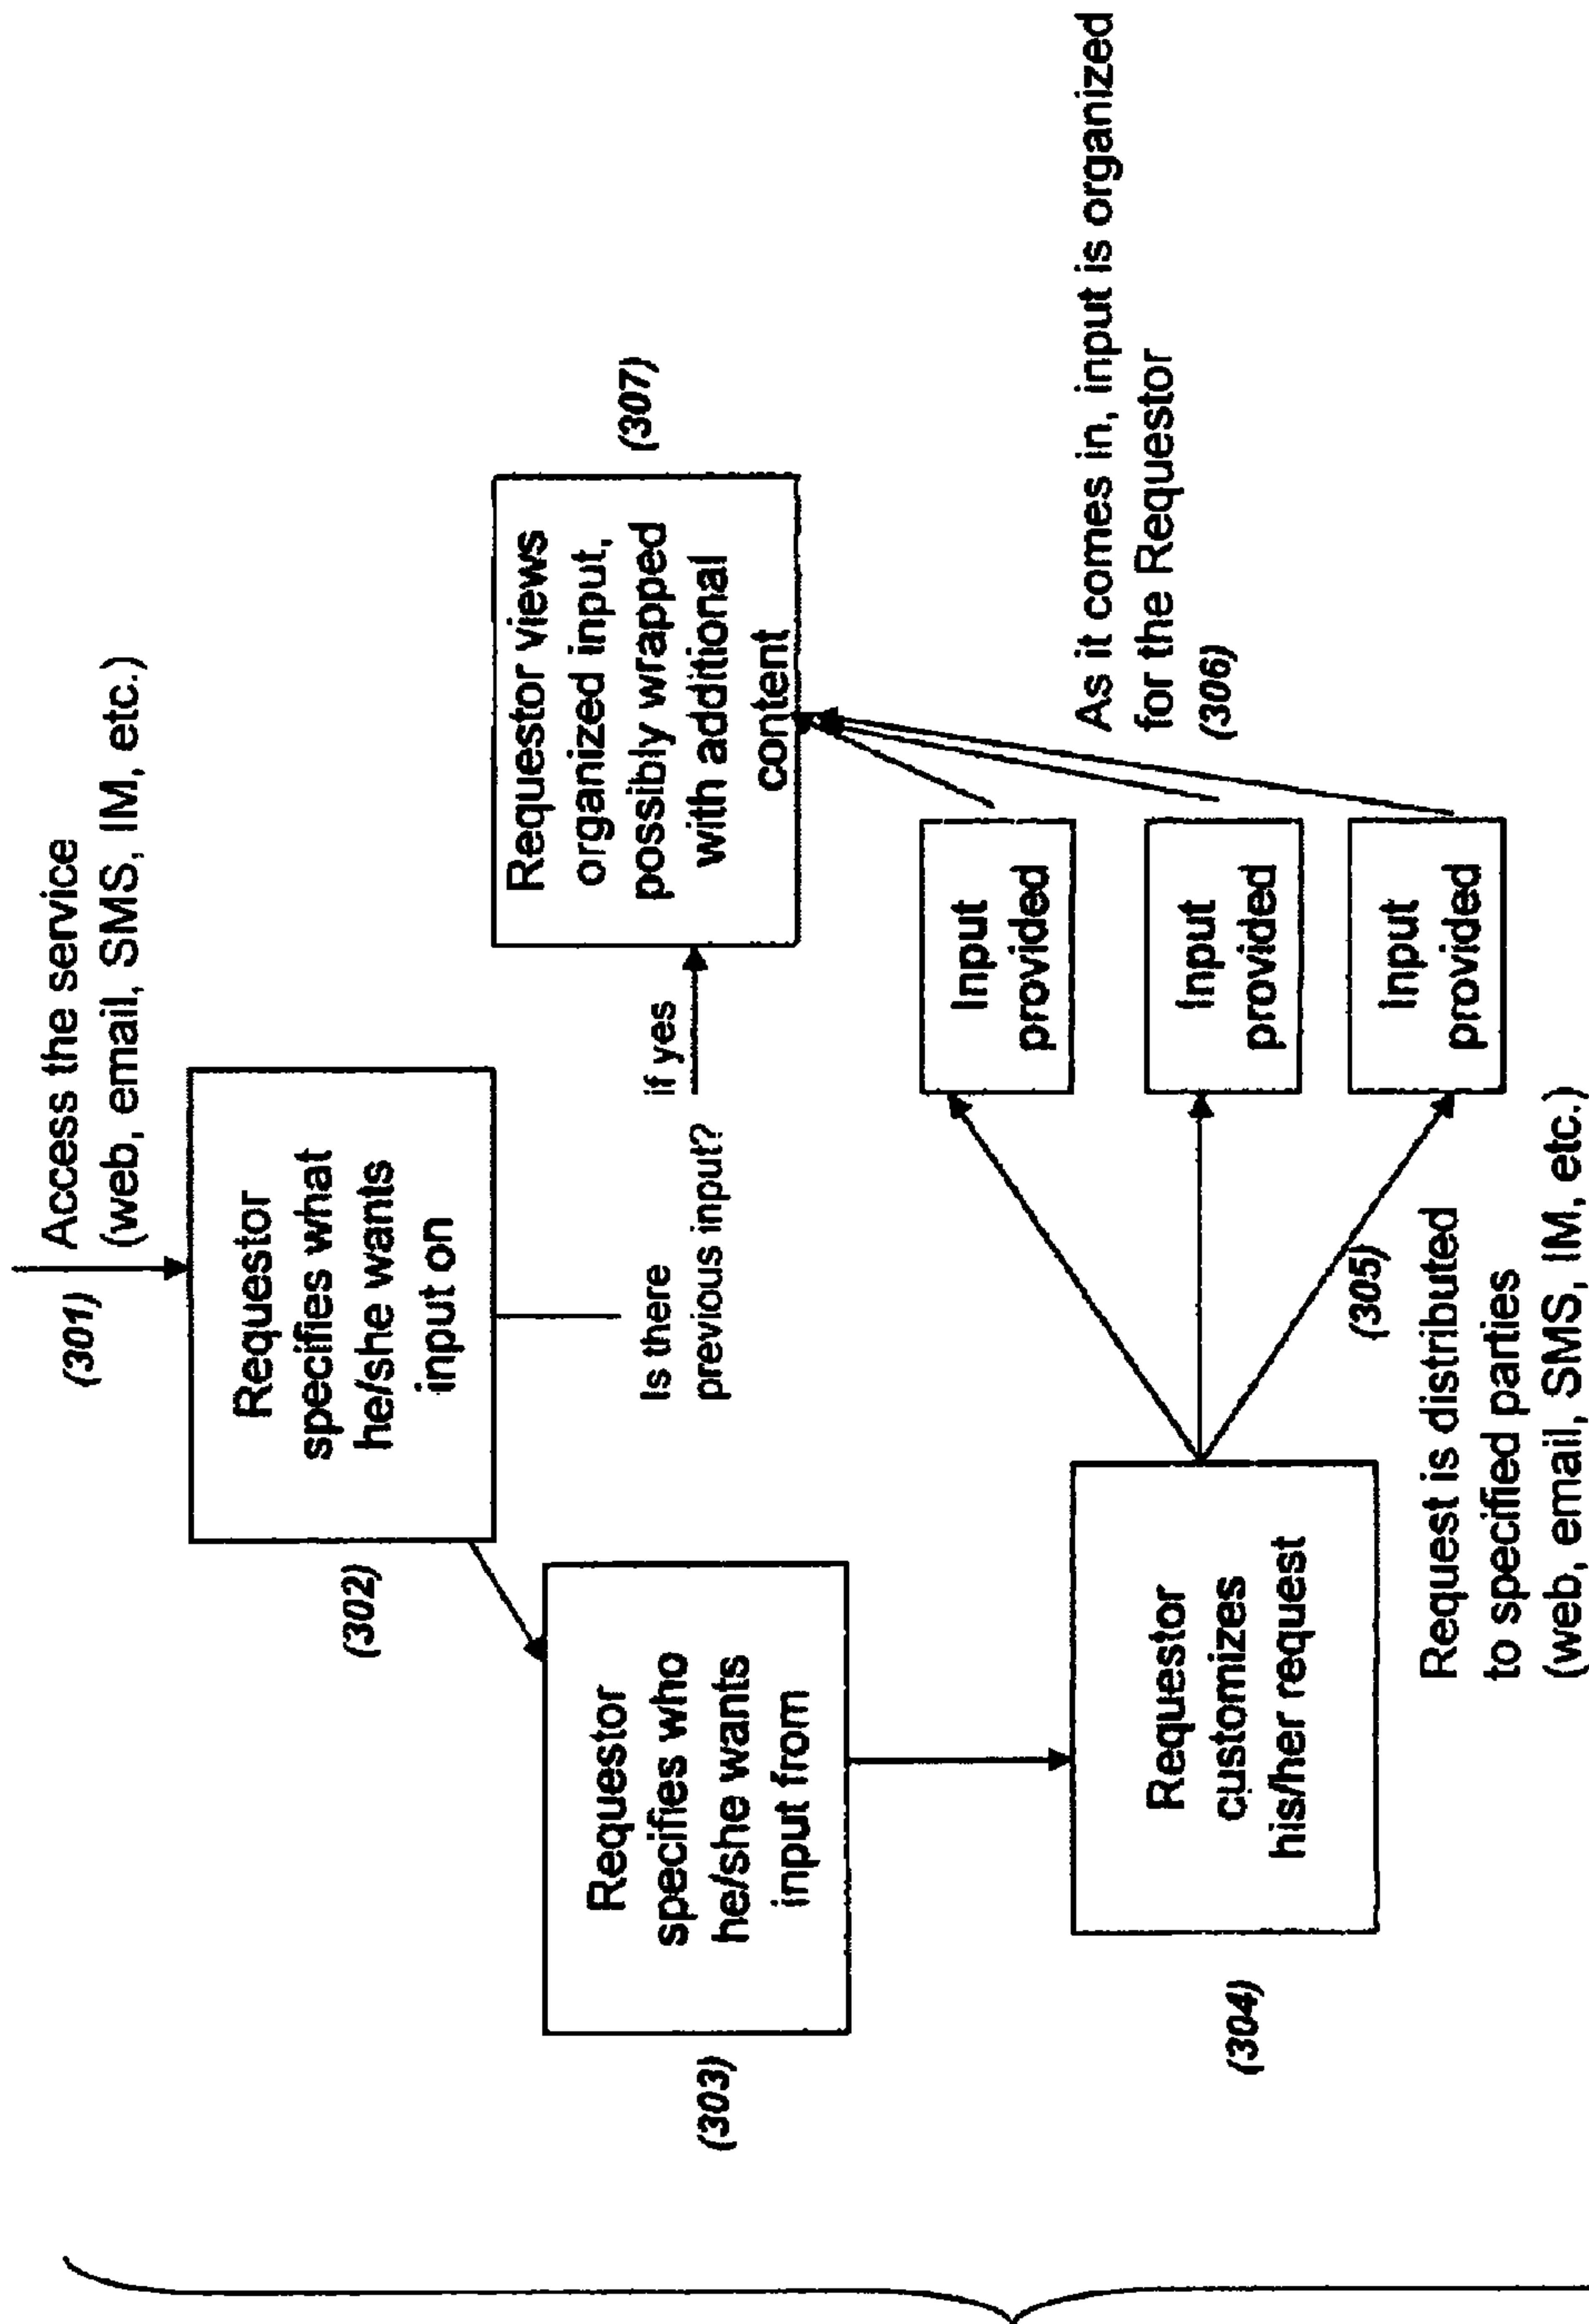 Access the service
(web, email, SMS, IM, etc.)
(301)
Requestor
specifies what
he/she wants
input on
(302)
Is there
previous input?
if yes
Requestor views
organized input,
possibly wrapped
with additional
content
(307)
Requestor
specifies who
he/she wants
input from
(303)
Requestor
customizes
his/her request
(304)
(305)
Request is distributed
to specified parties
(web, email, SMS, IM, etc.)
Input
provided
Input
provided
Input
provided
As it comes in, input is organized
for the Requestor
(306)